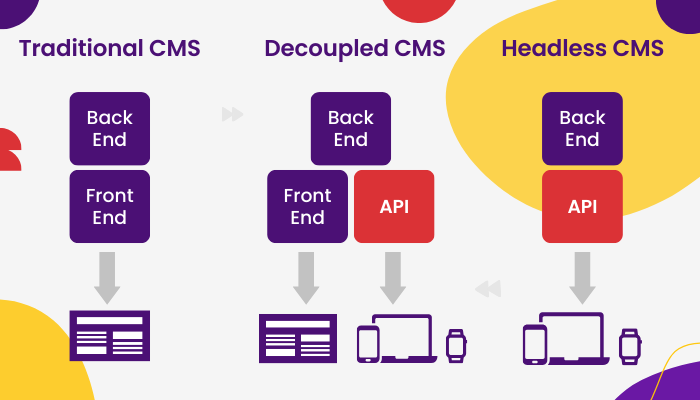 Traditional CMS
Decoupled CMS
Headless CMS
Back
End
Front
End
Back
End
Front
End
API
Back
End
API